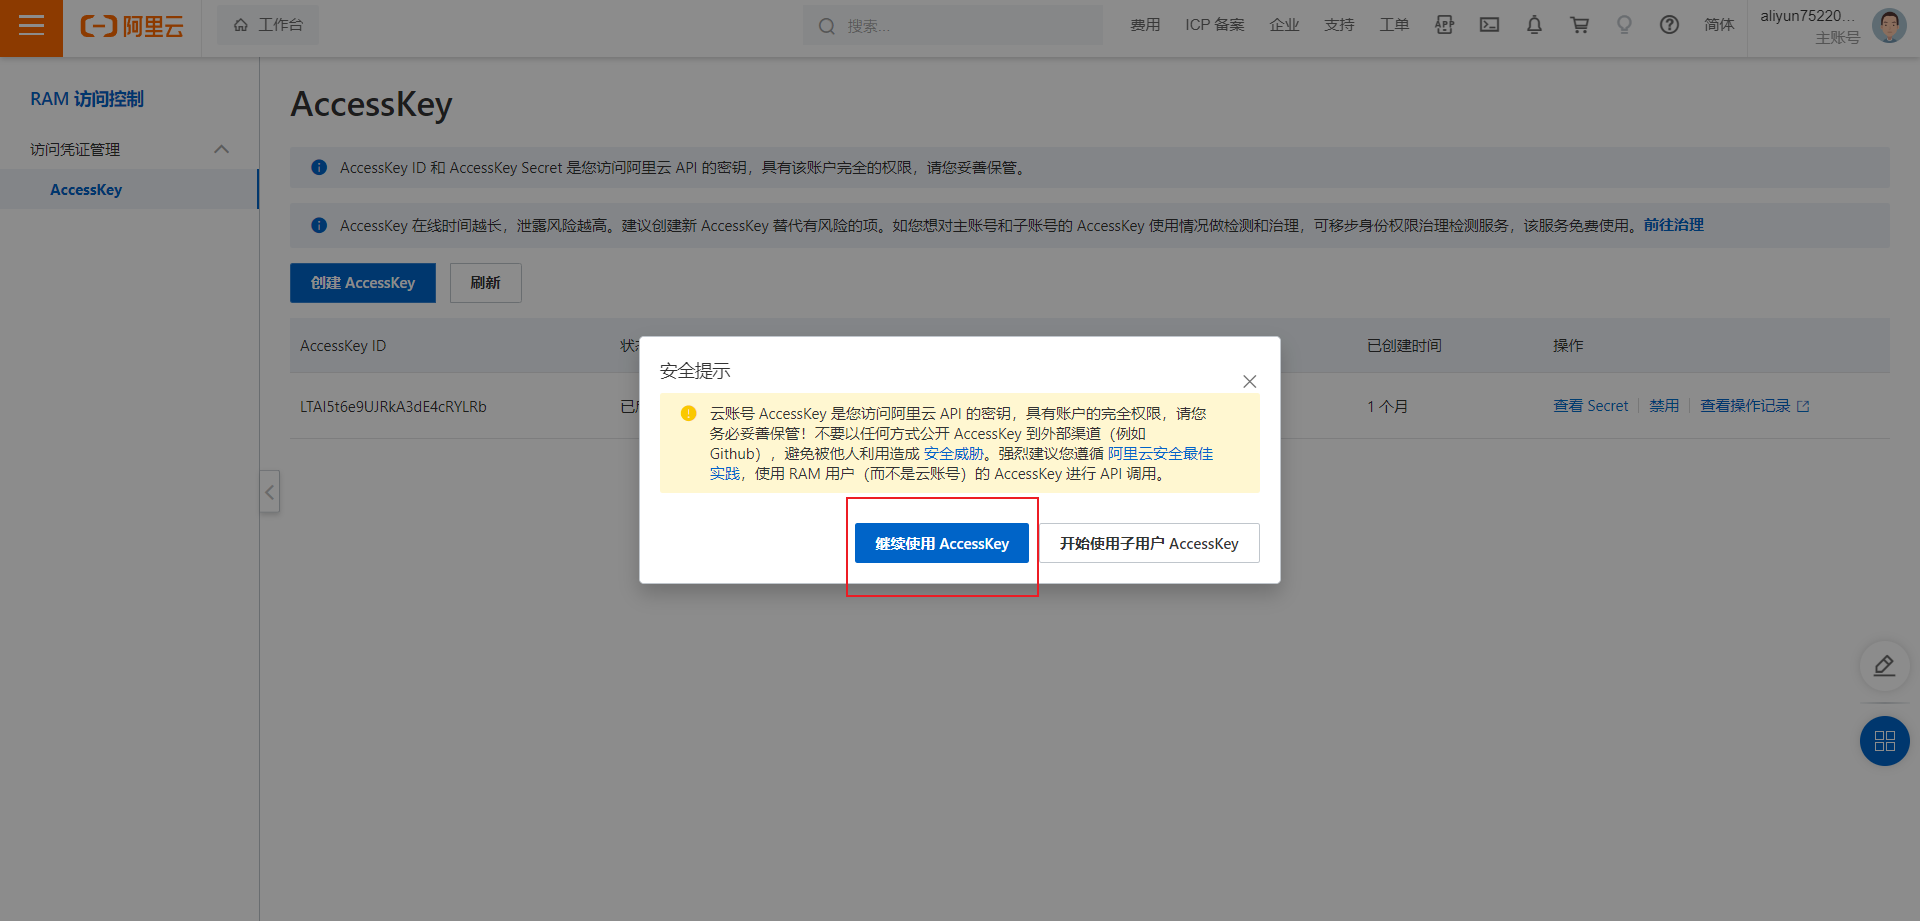 阿里云
工作台
搜索...
费用
ICP 备案
企业
支持
工单
简体
aliyun75220...
主账号
RAM 访问控制
访问凭证管理
AccessKey
AccessKey
AccessKey ID 和 AccessKey Secret 是您访问阿里云 API 的密钥，具有该账户完全的权限，请您妥善保管。
AccessKey 在线时间越长，泄露风险越高。建议创建新 AccessKey 替代有风险的项。如您想对主账号和子账号的 AccessKey 使用情况做检测和治理，可移步身份权限治理检测服务，该服务免费使用。前往治理
创建 AccessKey
刷新
AccessKey ID
已创建时间
操作
LTAI5t6e9UJRkA3dE4cRYLRb
1 个月
查看 Secret
禁用
查看操作记录
安全提示
云账号 AccessKey 是您访问阿里云 API 的密钥，具有账户的完全权限，请您
务必妥善保管！不要以任何方式公开 AccessKey 到外部渠道（例如
Github），避免被他人利用造成 安全威胁。强烈建议您遵循 阿里云安全最佳
实践，使用 RAM 用户（而不是云账号）的 AccessKey 进行 API 调用。
继续使用 AccessKey
开始使用子用户 AccessKey